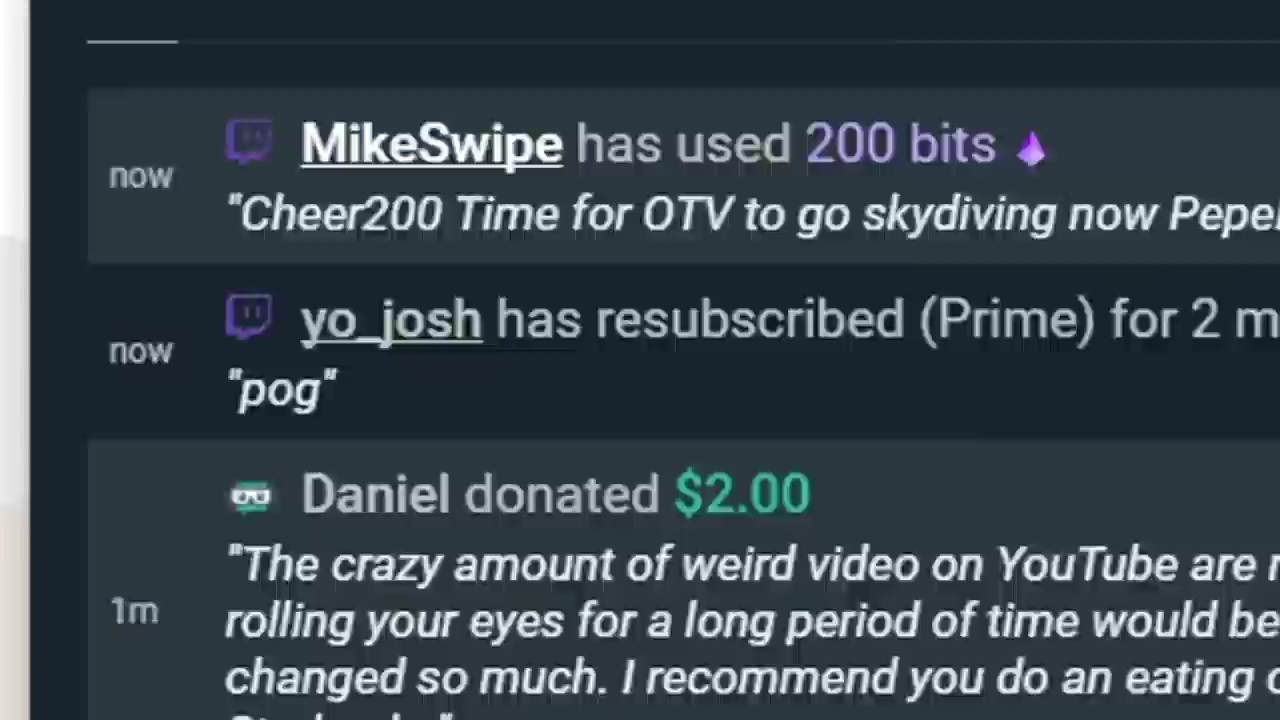 MikeSwipe has used 200 bits
now
"Cheer200 Time for OTV to go skydiving now
yo_josh has resubscribed (Prime) for 2
now
"pog"
Daniel donated $2.00
"The crazy amount of weird video on YouTube are
1m
rolling your eyes for a long period of time would be
changed so much. I recommend you do an eating